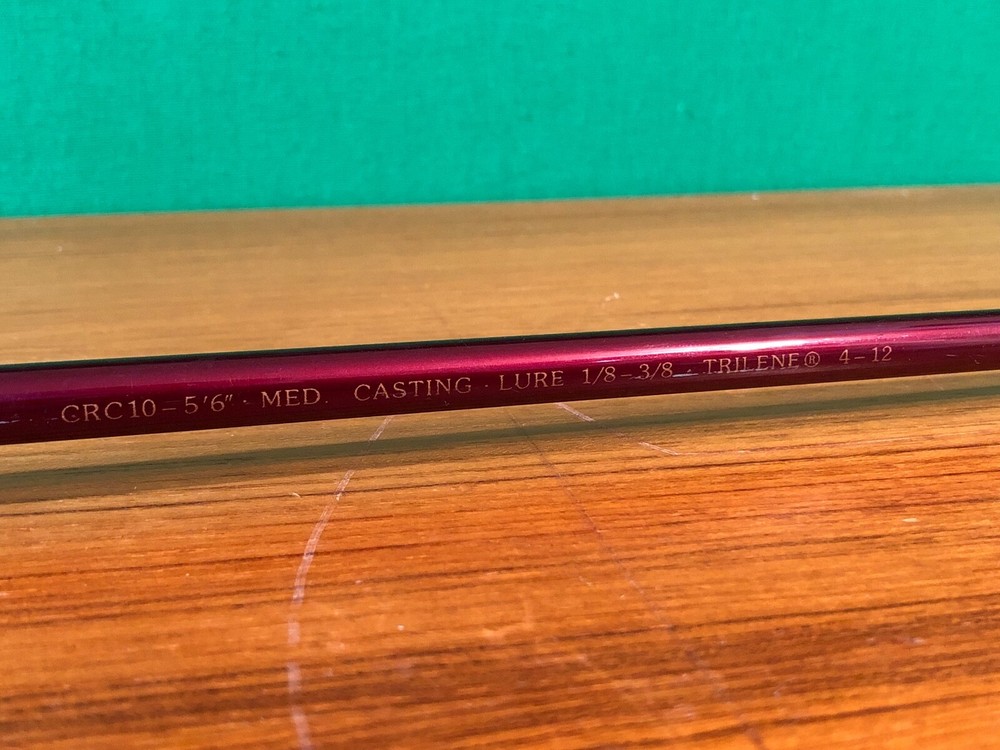 CRC10-5'6" · MED. CASTING · LURE 1/8-3/8 · TRILENE® 4-12